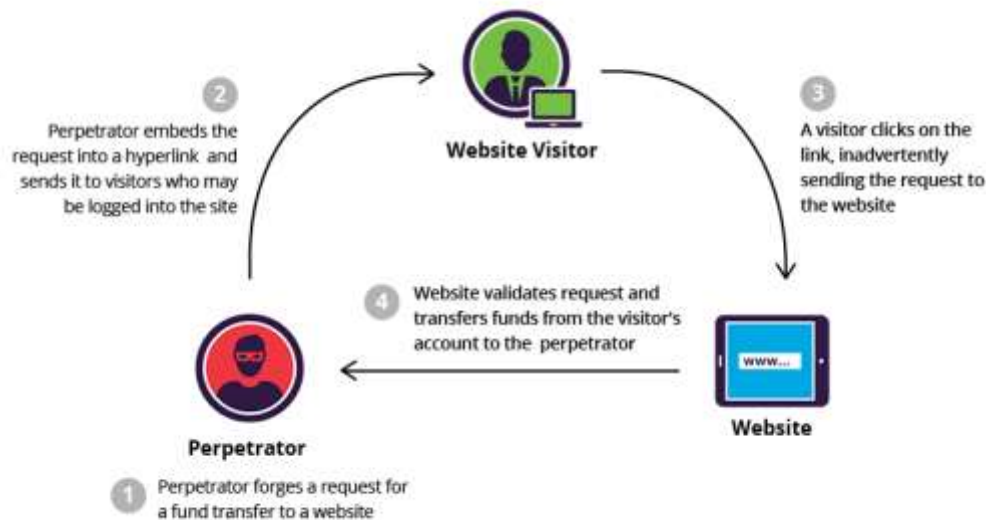 2
Perpetrator embeds the
request into a hyperlink and
sends it to visitors who may
be logged into the site
Website Visitor
3
A visitor clicks on the
link, inadvertently
sending the request to
the website
4
Website validates request and
transfers funds from the visitor's
account to the perpetrator
www...
Website
Perpetrator
1
Perpetrator forges a request for
a fund transfer to a website